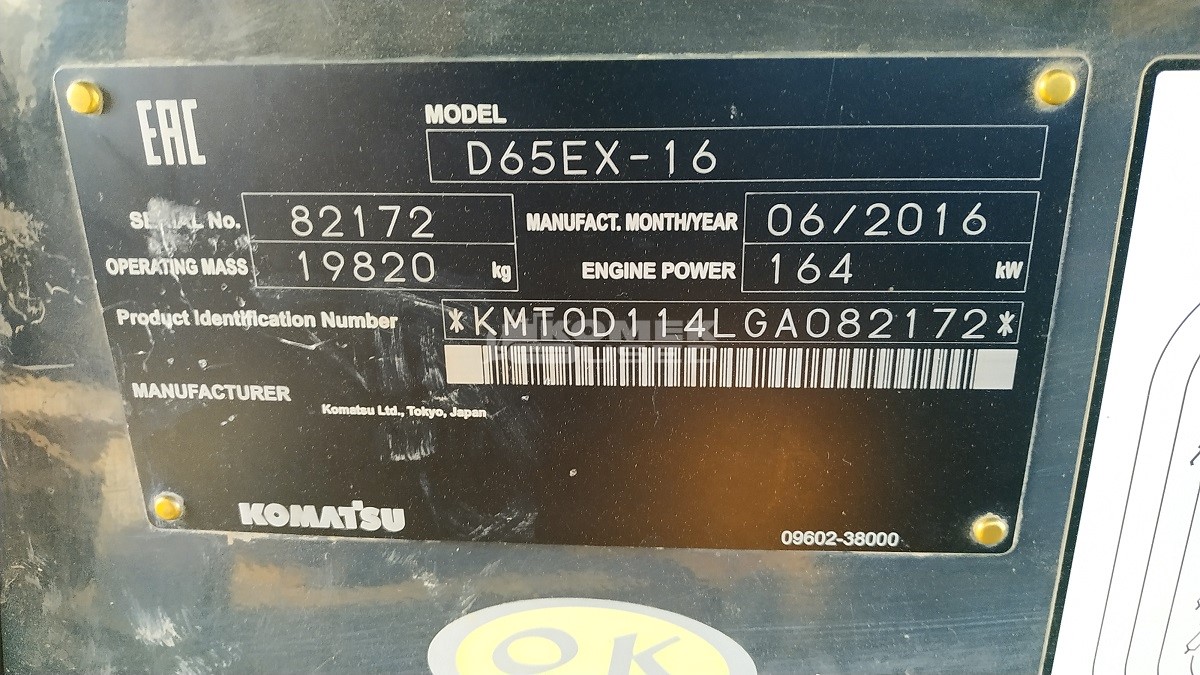 EAC
MODEL
D65EX-16
SERIAL No. 82172 MANUFACT. MONTH/YEAR 06/2016
OPERATING MASS 19820 kg ENGINE POWER 164 kW
Product Identification Number *KMT0D114LGA082172*
MANUFACTURER
Komatsu Ltd., Tokyo, Japan
KOMATSU
09602-38000
OK